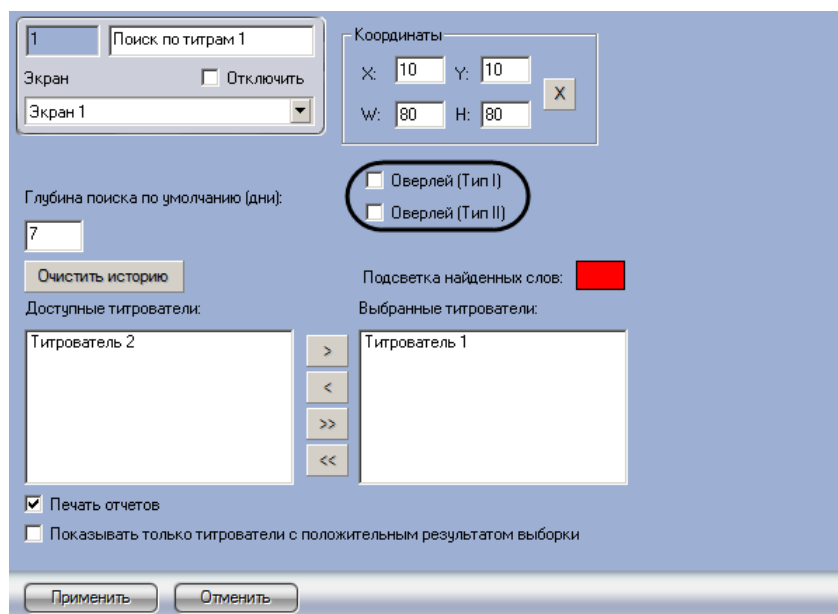 1 Поиск по титрам 1
Экран Отключить
Экран 1
Координаты
X: 10 Y: 10
X
W: 80 H: 80
Оверлей (Тип I)
Оверлей (Тип II)
Глубина поиска по умолчанию (дни):
7
Очистить историю
Подсветка найденных слов:
Доступные титрователи:
Выбранные титрователи:
Титрователь 2
Титрователь 1
>
<
>>
<<
Печать отчетов
Показывать только титрователи с положительным результатом выборки
Применить Отменить